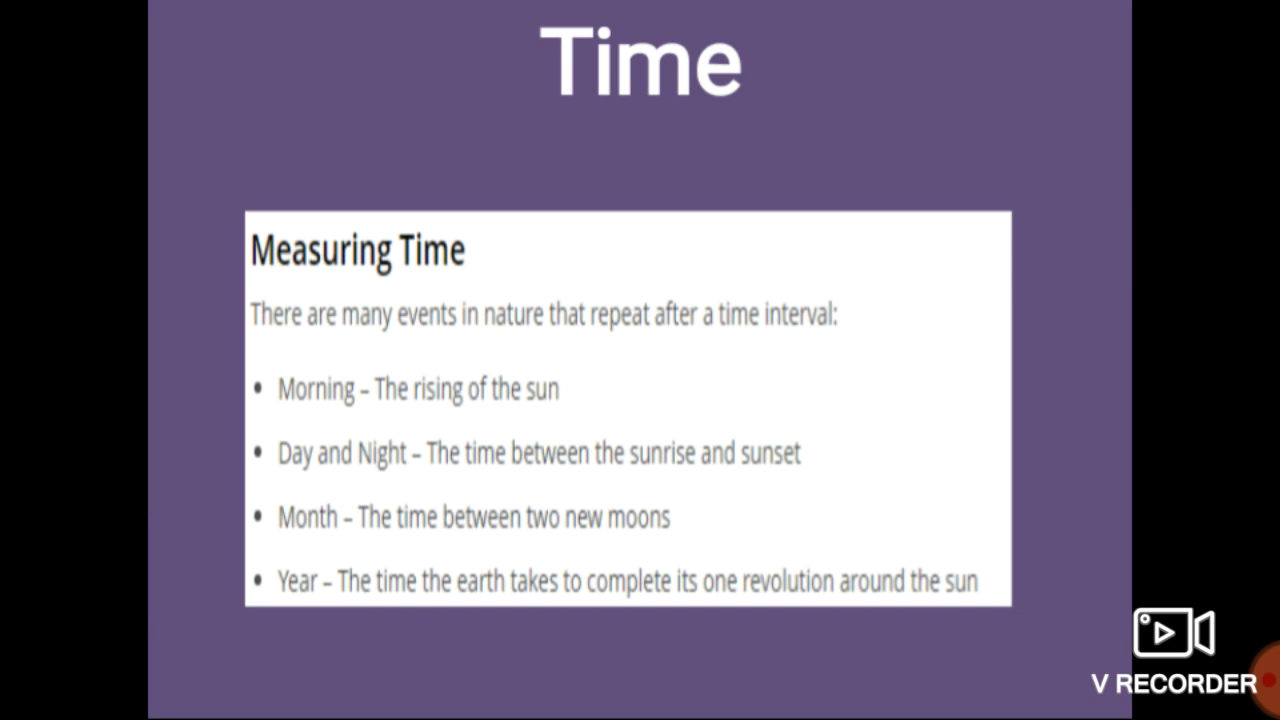 Time
Measuring Time
There are many events in nature that repeat after a time interval:
• Morning – The rising of the sun
• Day and Night – The time between the sunrise and sunset
• Month – The time between two new moons
• Year – The time the earth takes to complete its one revolution around the sun
V RECORDER